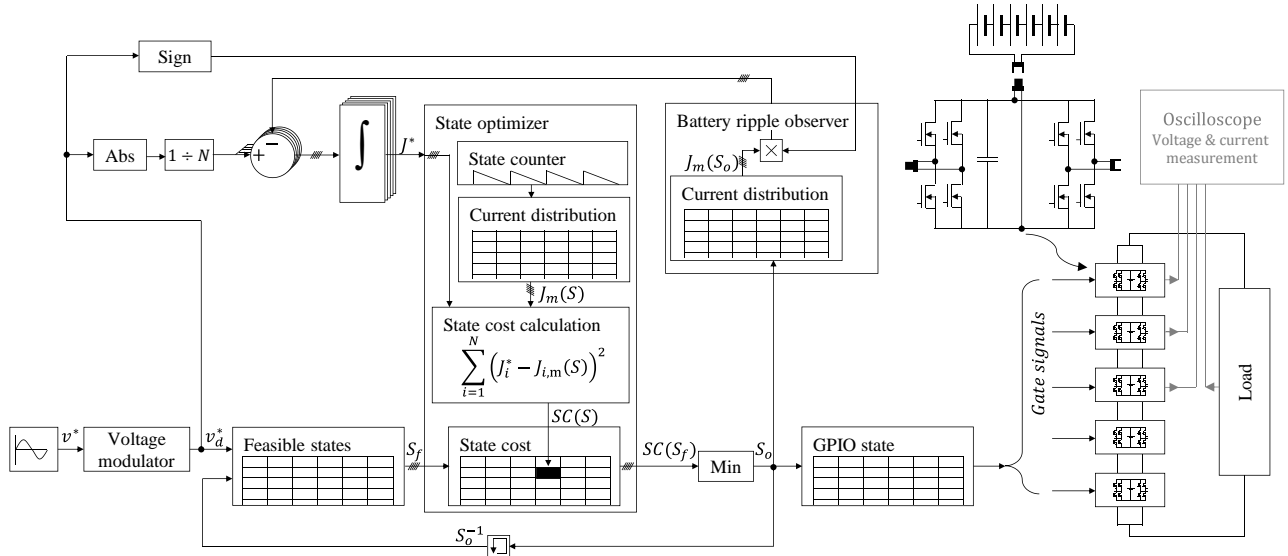 Sign
Abs
1 ÷ N
+
−
∫
J*
State optimizer
State counter
Current distribution
J_m(S)
State cost calculation
\sum_{i=1}^{N} (J_i^* − J_{i,m}(S))^2
SC(S)
Battery ripple observer
J_m(S_o)
×
Current distribution
Oscilloscope
Voltage & current
measurement
Gate signals
Load
v*
Voltage
modulator
v_d^*
Feasible states
S_f
State cost
SC(S_f)
Min
S_o
GPIO state
S_o^{-1}